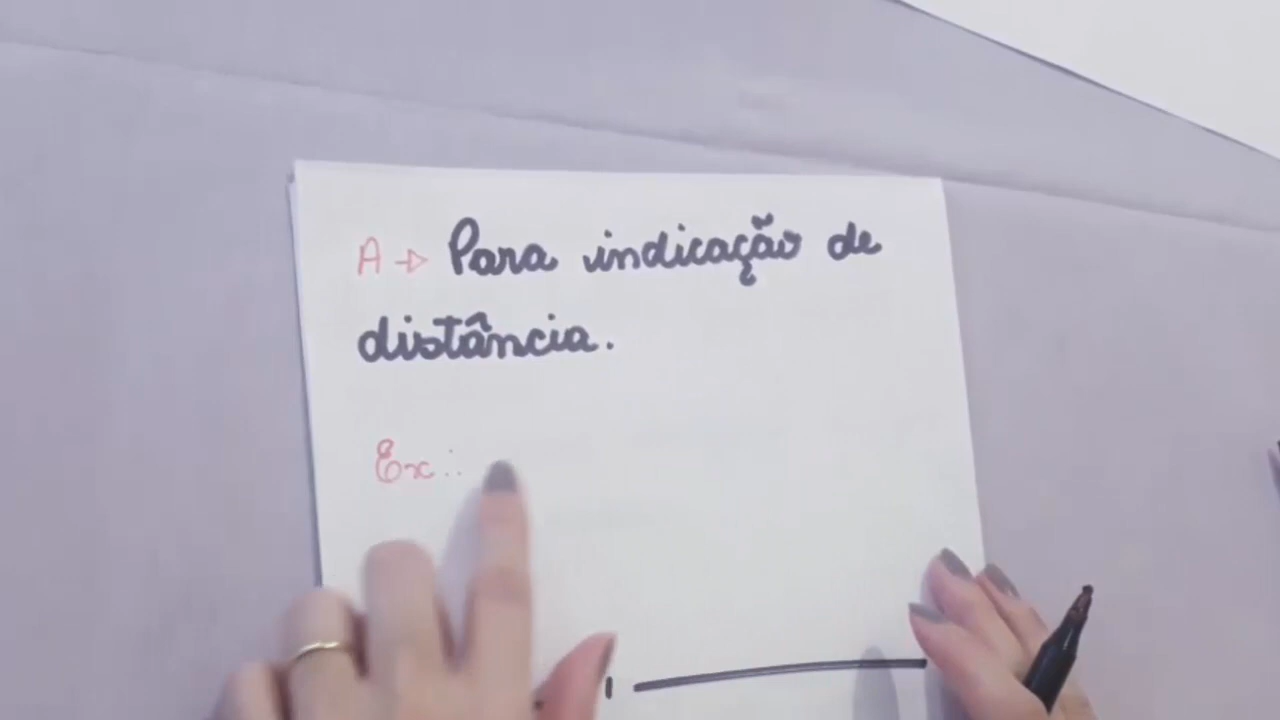 A → Para indicação de
distância.
Ex.: